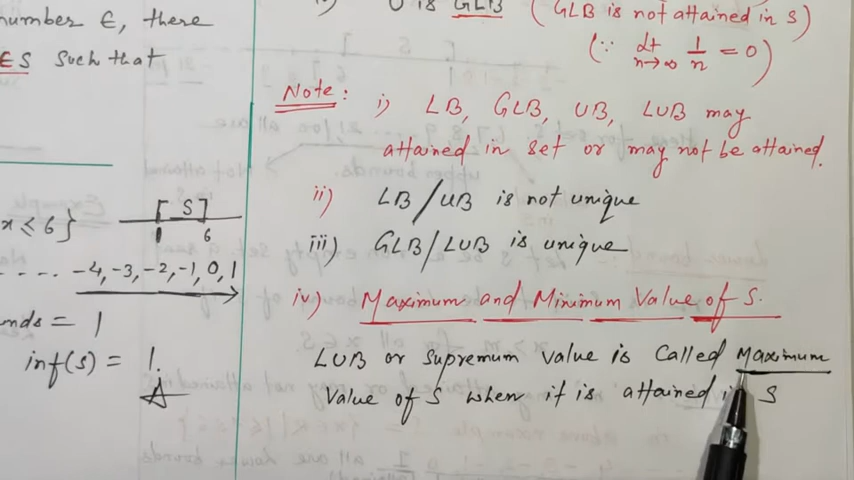 number ϵ, there
ϵS such that
x ≤ 6}
[ S ]
1 6
.... -4, -3, -2, -1, 0, 1
nds = 1
inf(s) = 1.
0 is GLB (GLB is not attained in S)
(∵ lt n→∞ 1/n = 0)
Note: i) LB, GLB, UB, LUB may
attained in set or may not be attained.
ii) LB/UB is not unique
iii) GLB/LUB is unique
iv) Maximum and Minimum Value of S.
LUB or Supremum value is called Maximum
Value of S when it is attained i S